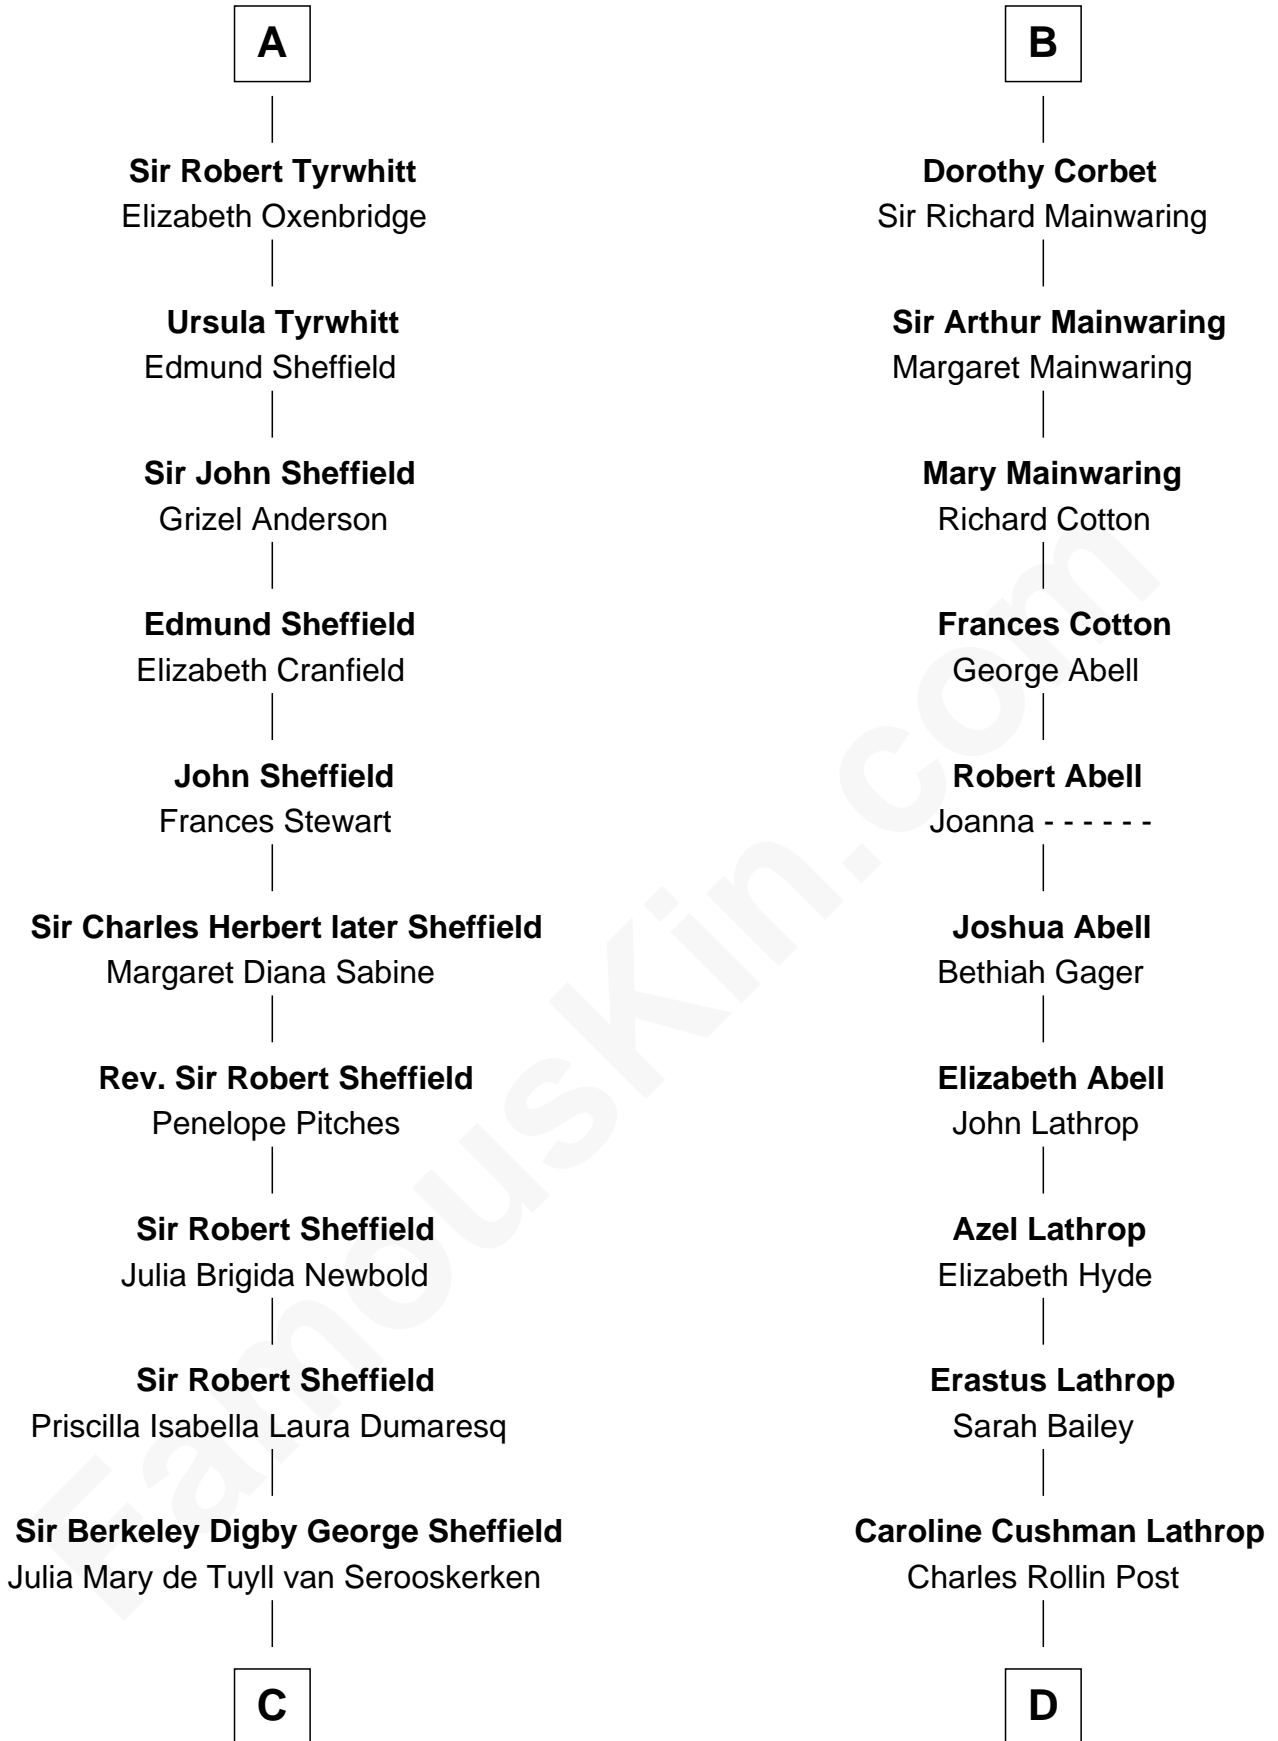 A
Sir Robert Tyrwhitt
Elizabeth Oxenbridge
Ursula Tyrwhitt
Edmund Sheffield
Sir John Sheffield
Grizel Anderson
Edmund Sheffield
Elizabeth Cranfield
John Sheffield
Frances Stewart
Sir Charles Herbert later Sheffield
Margaret Diana Sabine
Rev. Sir Robert Sheffield
Penelope Pitches
Sir Robert Sheffield
Julia Brigida Newbold
Sir Robert Sheffield
Priscilla Isabella Laura Dumaresq
Sir Berkeley Digby George Sheffield
Julia Mary de Tuyll van Serooskerken
C
B
Dorothy Corbet
Sir Richard Mainwaring
Sir Arthur Mainwaring
Margaret Mainwaring
Mary Mainwaring
Richard Cotton
Frances Cotton
George Abell
Robert Abell
Joanna - - - - - -
Joshua Abell
Bethiah Gager
Elizabeth Abell
John Lathrop
Azel Lathrop
Elizabeth Hyde
Erastus Lathrop
Sarah Bailey
Caroline Cushman Lathrop
Charles Rollin Post
D
FamousKin.com